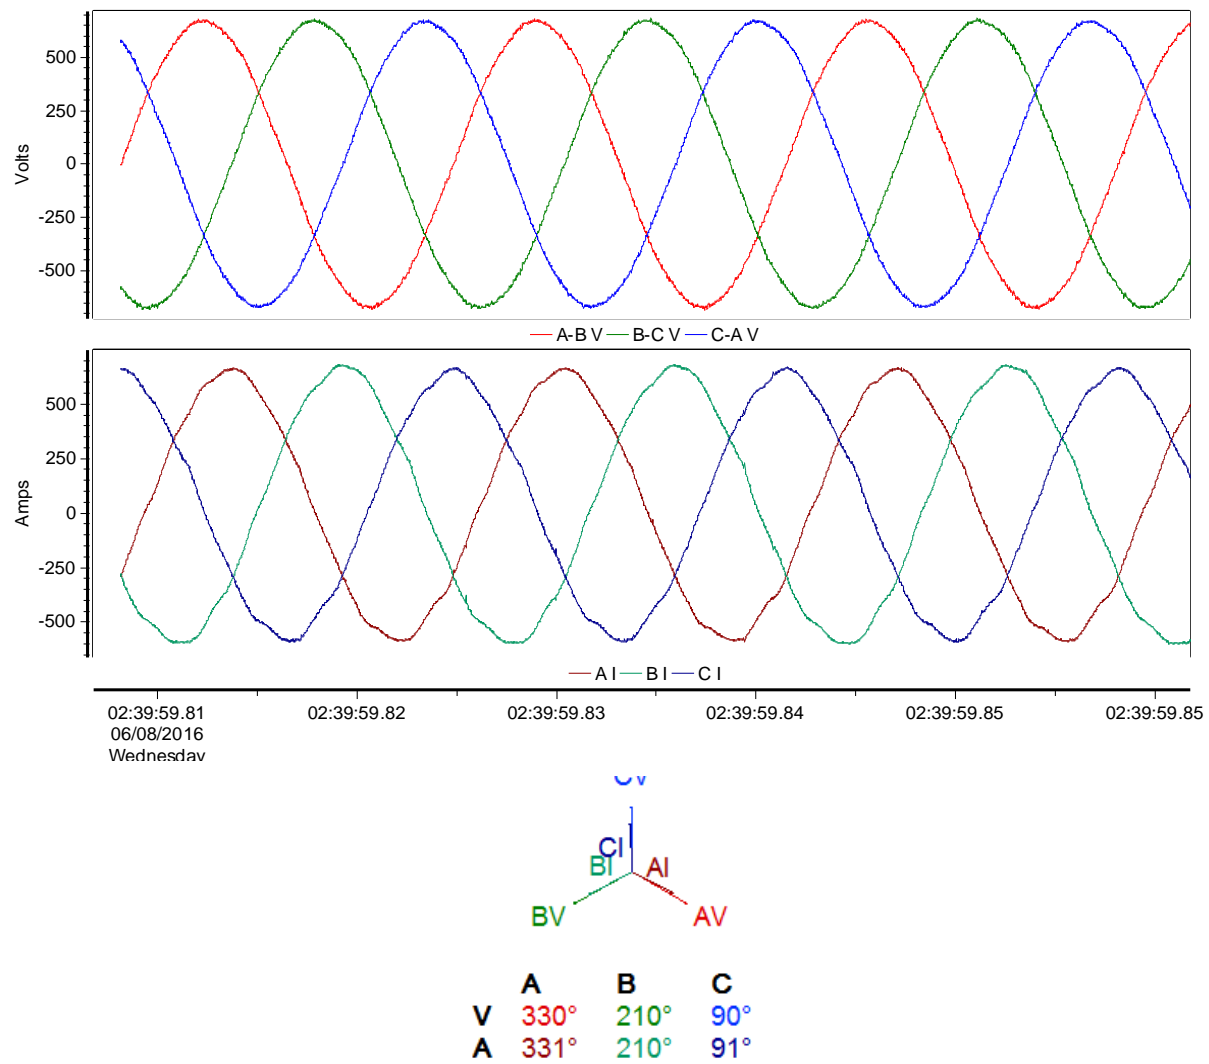 500
250
0
-250
-500
Volts
A-B V B-C V C-A V
500
250
0
-250
-500
Amps
A I B I C I
02:39:59.81 02:39:59.82 02:39:59.83 02:39:59.84 02:39:59.85 02:39:59.85
06/08/2016
Wednesday
CV
CI
BI AI
BV AV
A B C
V 330° 210° 90°
A 331° 210° 91°